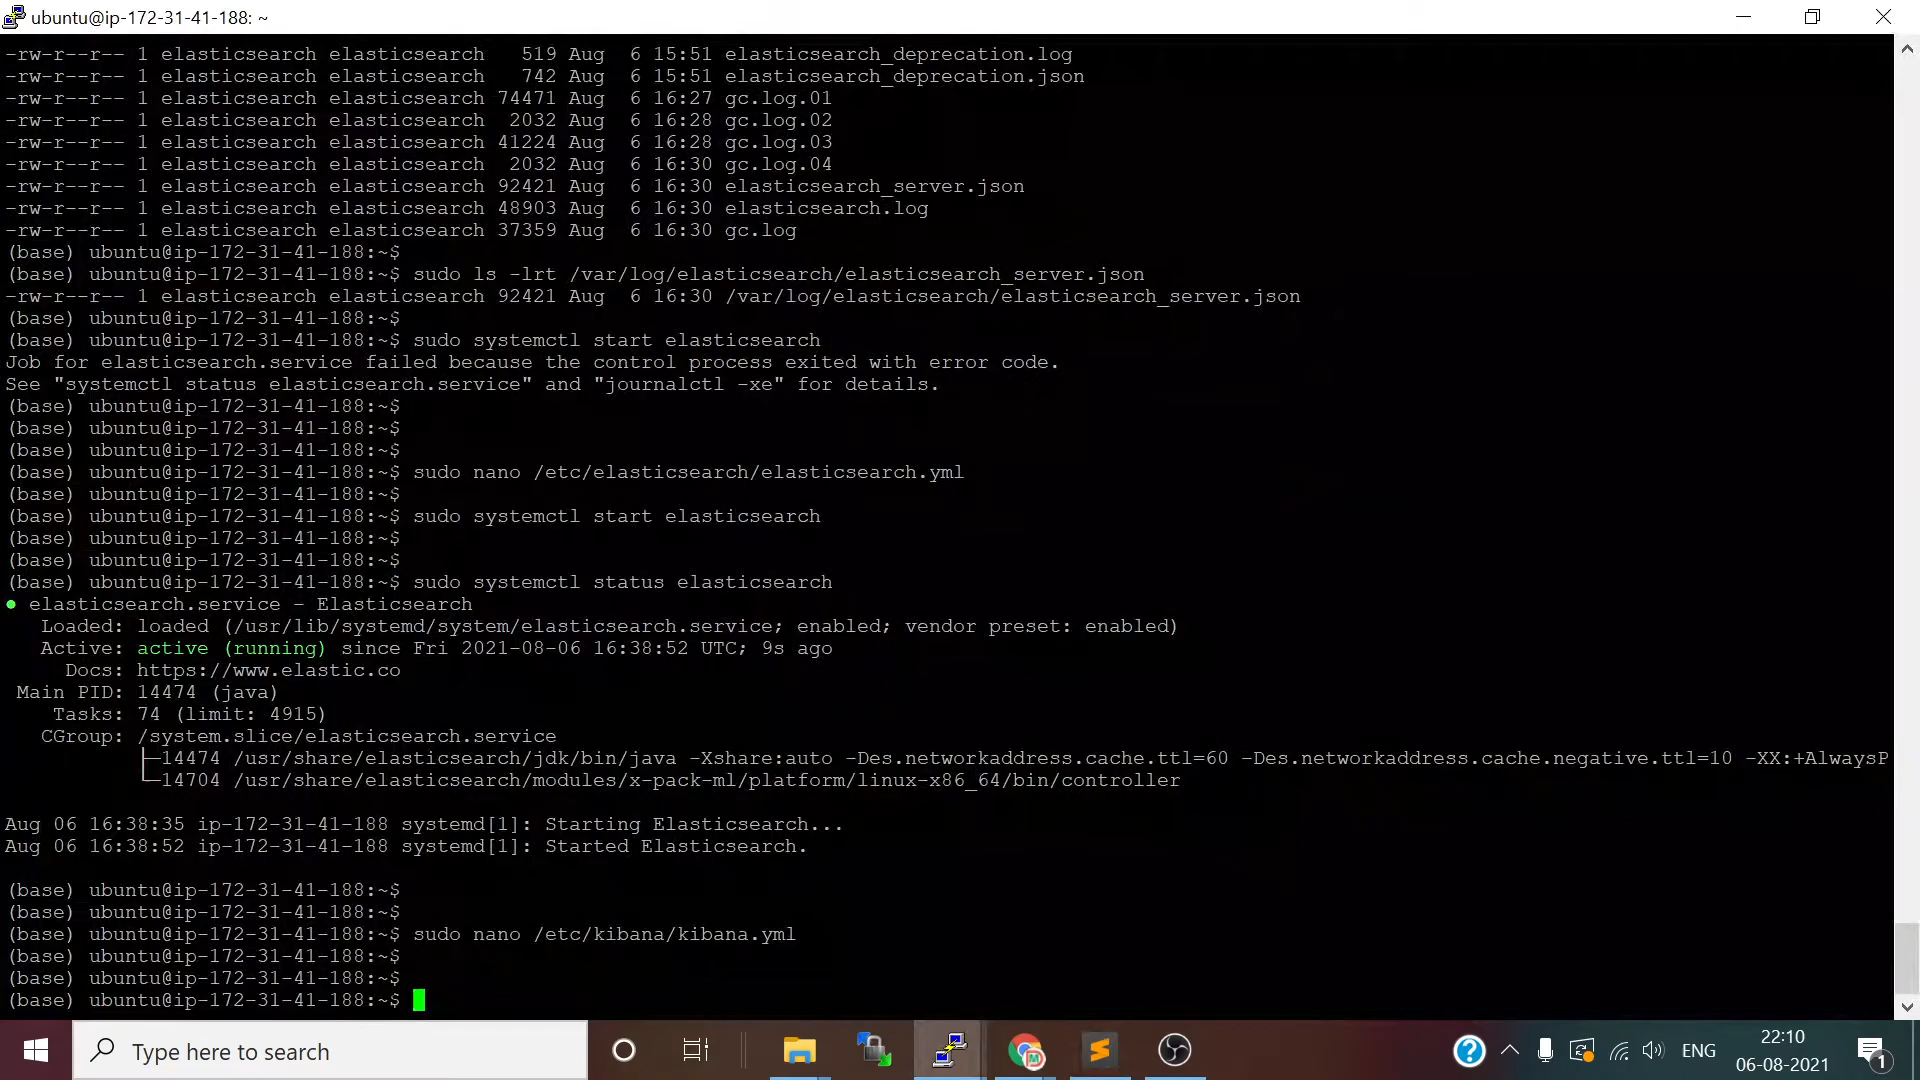 ubuntu@ip-172-31-41-188: ~
-rw-r--r-- 1 elasticsearch elasticsearch   519 Aug  6 15:51 elasticsearch_deprecation.log
-rw-r--r-- 1 elasticsearch elasticsearch   742 Aug  6 15:51 elasticsearch_deprecation.json
-rw-r--r-- 1 elasticsearch elasticsearch 74471 Aug  6 16:27 gc.log.01
-rw-r--r-- 1 elasticsearch elasticsearch  2032 Aug  6 16:28 gc.log.02
-rw-r--r-- 1 elasticsearch elasticsearch 41224 Aug  6 16:28 gc.log.03
-rw-r--r-- 1 elasticsearch elasticsearch  2032 Aug  6 16:30 gc.log.04
-rw-r--r-- 1 elasticsearch elasticsearch 92421 Aug  6 16:30 elasticsearch_server.json
-rw-r--r-- 1 elasticsearch elasticsearch 48903 Aug  6 16:30 elasticsearch.log
-rw-r--r-- 1 elasticsearch elasticsearch 37359 Aug  6 16:30 gc.log
(base) ubuntu@ip-172-31-41-188:~$
(base) ubuntu@ip-172-31-41-188:~$ sudo ls -lrt /var/log/elasticsearch/elasticsearch_server.json
-rw-r--r-- 1 elasticsearch elasticsearch 92421 Aug  6 16:30 /var/log/elasticsearch/elasticsearch_server.json
(base) ubuntu@ip-172-31-41-188:~$
(base) ubuntu@ip-172-31-41-188:~$ sudo systemctl start elasticsearch
Job for elasticsearch.service failed because the control process exited with error code.
See "systemctl status elasticsearch.service" and "journalctl -xe" for details.
(base) ubuntu@ip-172-31-41-188:~$
(base) ubuntu@ip-172-31-41-188:~$
(base) ubuntu@ip-172-31-41-188:~$
(base) ubuntu@ip-172-31-41-188:~$ sudo nano /etc/elasticsearch/elasticsearch.yml
(base) ubuntu@ip-172-31-41-188:~$
(base) ubuntu@ip-172-31-41-188:~$ sudo systemctl start elasticsearch
(base) ubuntu@ip-172-31-41-188:~$
(base) ubuntu@ip-172-31-41-188:~$
(base) ubuntu@ip-172-31-41-188:~$ sudo systemctl status elasticsearch
● elasticsearch.service - Elasticsearch
   Loaded: loaded (/usr/lib/systemd/system/elasticsearch.service; enabled; vendor preset: enabled)
   Active: active (running) since Fri 2021-08-06 16:38:52 UTC; 9s ago
     Docs: https://www.elastic.co
 Main PID: 14474 (java)
    Tasks: 74 (limit: 4915)
   CGroup: /system.slice/elasticsearch.service
           ├─14474 /usr/share/elasticsearch/jdk/bin/java -Xshare:auto -Des.networkaddress.cache.ttl=60 -Des.networkaddress.cache.negative.ttl=10 -XX:+AlwaysP
           └─14704 /usr/share/elasticsearch/modules/x-pack-ml/platform/linux-x86_64/bin/controller
Aug 06 16:38:35 ip-172-31-41-188 systemd[1]: Starting Elasticsearch...
Aug 06 16:38:52 ip-172-31-41-188 systemd[1]: Started Elasticsearch.
(base) ubuntu@ip-172-31-41-188:~$
(base) ubuntu@ip-172-31-41-188:~$
(base) ubuntu@ip-172-31-41-188:~$ sudo nano /etc/kibana/kibana.yml
(base) ubuntu@ip-172-31-41-188:~$
(base) ubuntu@ip-172-31-41-188:~$
(base) ubuntu@ip-172-31-41-188:~$
Type here to search
M
?
ENG
22:10
06-08-2021
1